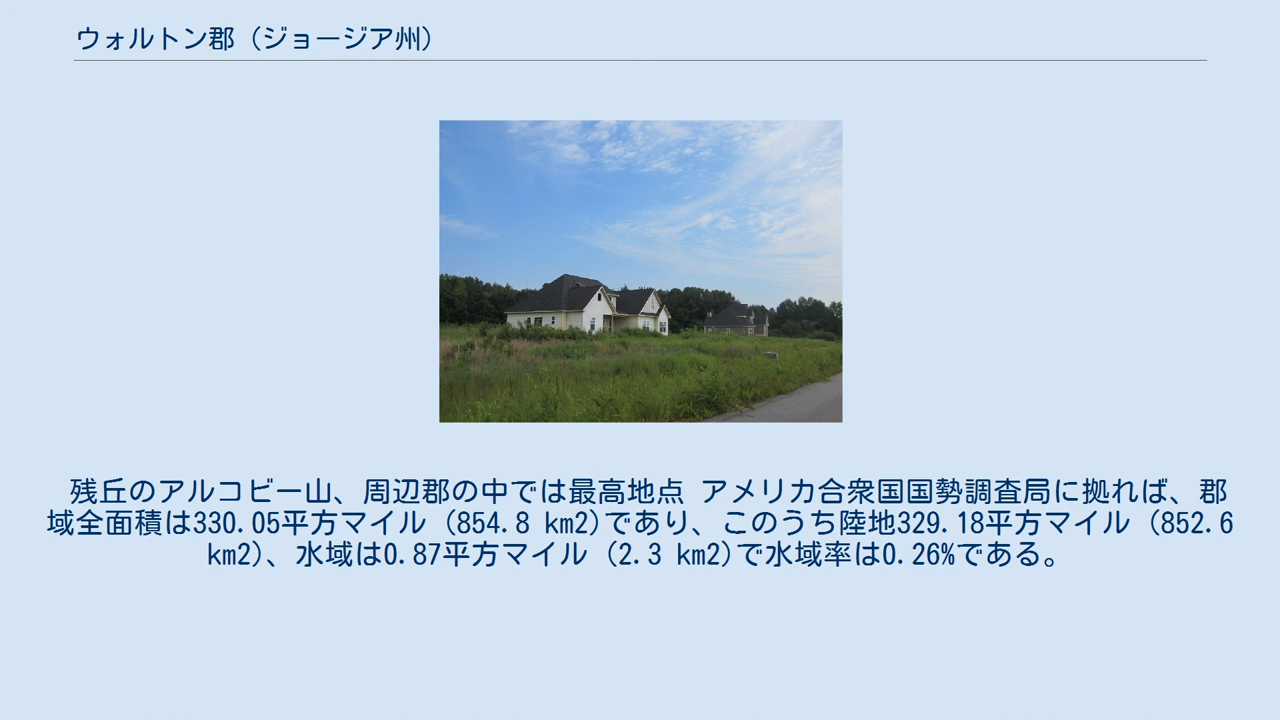 ウォルトン郡（ジョージア州）
残丘のアルコビー山、周辺郡の中では最高地点 アメリカ合衆国国勢調査局に拠れば、郡
域全面積は330.05平方マイル (854.8 km2)であり、このうち陸地329.18平方マイル (852.6
km2)、水域は0.87平方マイル (2.3 km2)で水域率は0.26%である。